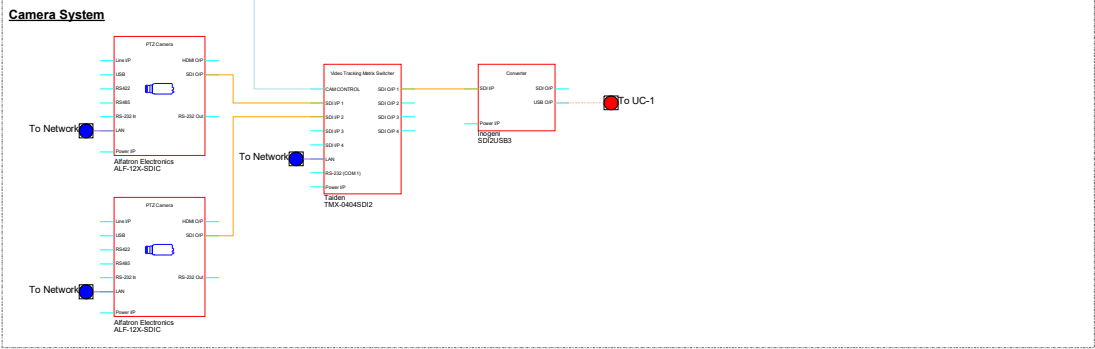 Camera System
PTZ Camera
Line I/P HDMI O/P
USB SDI O/P
RS422
RS485
RS-232 In RS-232 Out
To Network LAN
Power I/P
Alfatron Electronics
ALF-12X-SDIC
Video Tracking Matrix Switcher
CAM CONTROL SDI O/P 1
SDI I/P 1 SDI O/P 2
SDI I/P 2 SDI O/P 3
SDI I/P 3 SDI O/P 4
SDI I/P 4
To Network LAN
RS-232 (COM 1)
Power I/P
Taiden
TMX-0404SDI2
Converter
SDI I/P SDI O/P
USB O/P To UC-1
Power I/P
Inogeni
SDI2USB3
PTZ Camera
Line I/P HDMI O/P
USB SDI O/P
RS422
RS485
RS-232 In RS-232 Out
To Network LAN
Power I/P
Alfatron Electronics
ALF-12X-SDIC